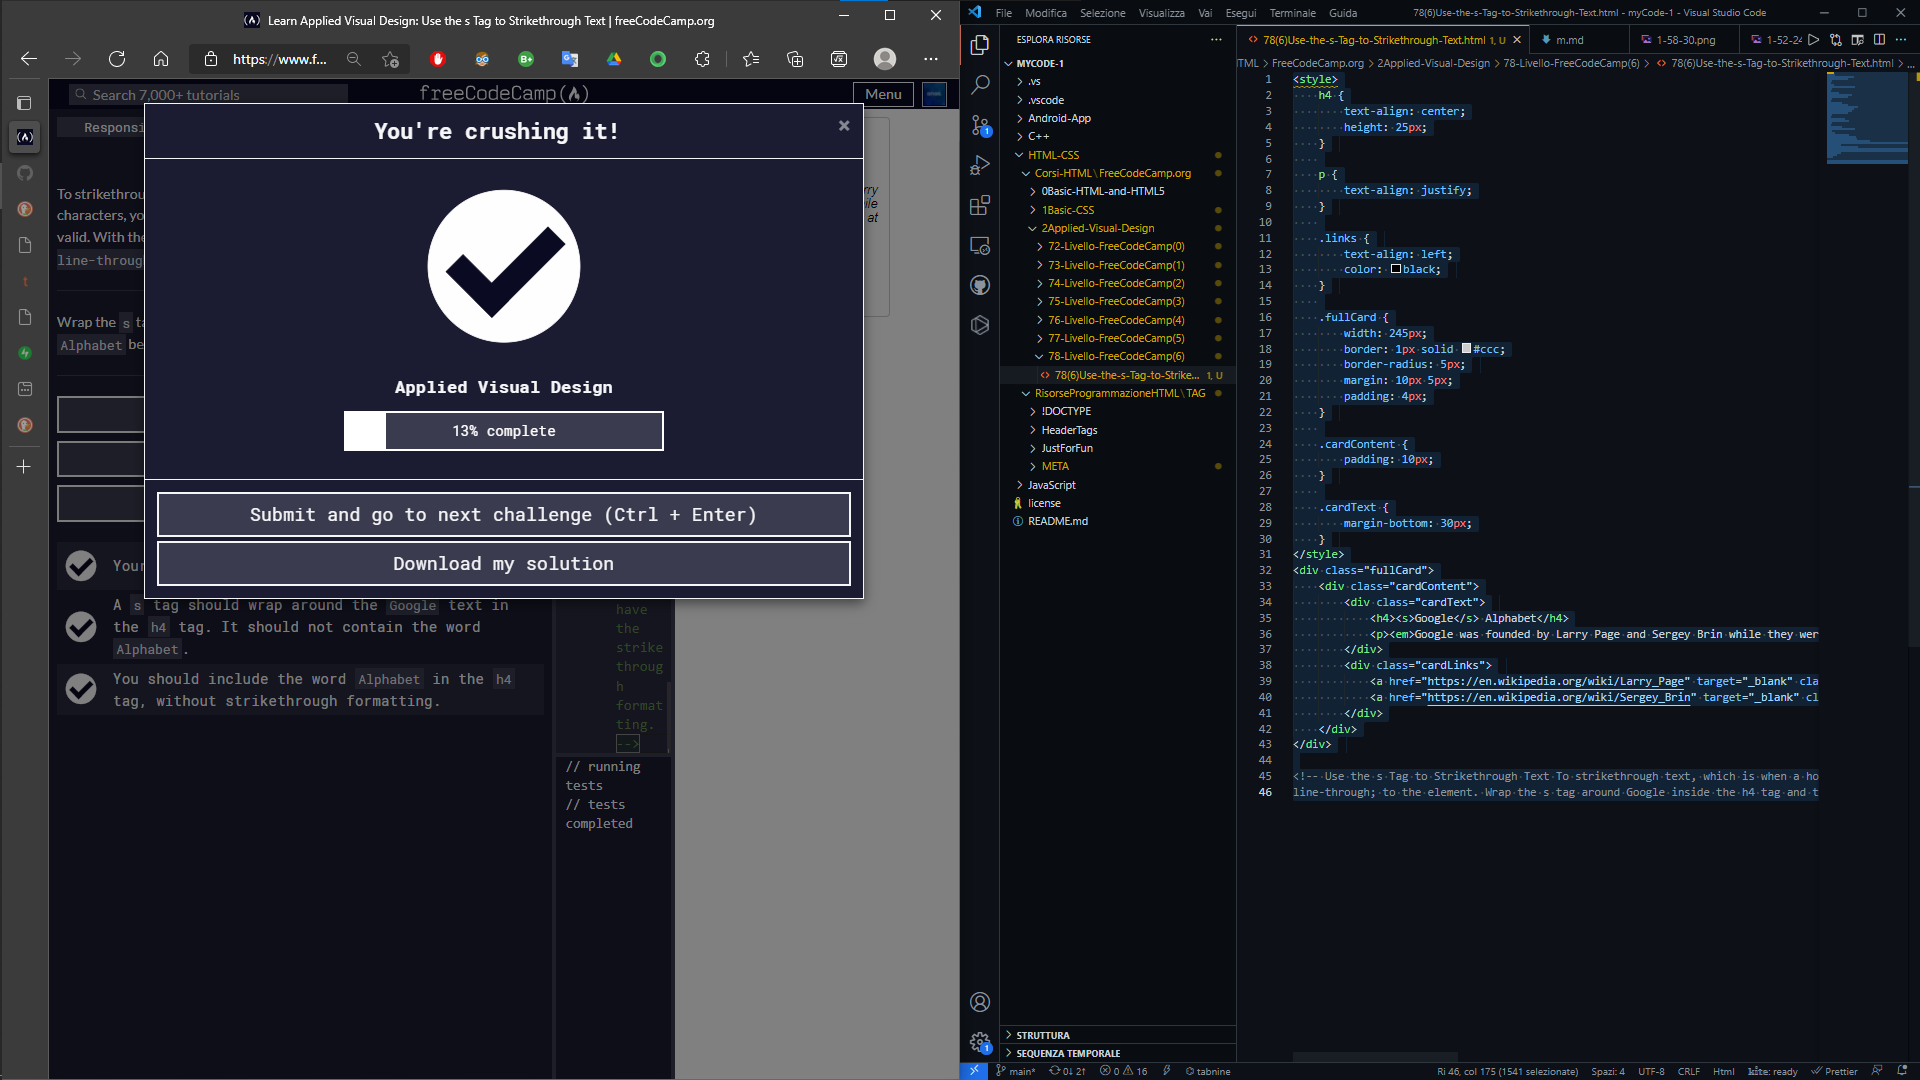 Learn Applied Visual Design: Use the s Tag to Strikethrough Text | freeCodeCamp.org
https://www.f...
Search 7,000+ tutorials
freeCodeCamp(🔥)
Menu
Responsi
You're crushing it!
×
To strikethrou
characters, yo
valid. With the
line-throug
Wrap the s ta
Alphabet be
rry
ile
at
Applied Visual Design
13% complete
Submit and go to next challenge (Ctrl + Enter)
Download my solution
Your
A s tag should wrap around the Google text in
the h4 tag. It should not contain the word
Alphabet.
You should include the word Alphabet in the h4
tag, without strikethrough formatting.
have
the
strike
throug
h
format
ting.
-->
// running
tests
// tests
completed
File Modifica Selezione Visualizza Vai Esegui Terminale Guida
78(6)Use-the-s-Tag-to-Strikethrough-Text.html - myCode-1 - Visual Studio Code
ESPLORA RISORSE
MYCODE-1
.vs
.vscode
Android-App
C++
HTML-CSS
Corsi-HTML\FreeCodeCamp.org
0Basic-HTML-and-HTML5
1Basic-CSS
2Applied-Visual-Design
72-Livello-FreeCodeCamp(0)
73-Livello-FreeCodeCamp(1)
74-Livello-FreeCodeCamp(2)
75-Livello-FreeCodeCamp(3)
76-Livello-FreeCodeCamp(4)
77-Livello-FreeCodeCamp(5)
78-Livello-FreeCodeCamp(6)
78(6)Use-the-s-Tag-to-Strike... 1, U
RisorseProgrammazioneHTML\TAG
!DOCTYPE
HeaderTags
JustForFun
META
JavaScript
license
README.md
STRUTTURA
SEQUENZA TEMPORALE
78(6)Use-the-s-Tag-to-Strikethrough-Text.html 1, U
m.md
1-58-30.png
1-52-24
HTML > FreeCodeCamp.org > 2Applied-Visual-Design > 78-Livello-FreeCodeCamp(6) > 78(6)Use-the-s-Tag-to-Strikethrough-Text.html > ...
1 <style>
2 h4 {
3 text-align: center;
4 height: 25px;
5 }
6
7 p {
8 text-align: justify;
9 }
10
11 .links {
12 text-align: left;
13 color: black;
14 }
15
16 .fullCard {
17 width: 245px;
18 border: 1px solid #ccc;
19 border-radius: 5px;
20 margin: 10px 5px;
21 padding: 4px;
22 }
23
24 .cardContent {
25 padding: 10px;
26 }
27
28 .cardText {
29 margin-bottom: 30px;
30 }
31 </style>
32 <div class="fullCard">
33 <div class="cardContent">
34 <div class="cardText">
35 <h4><s>Google</s> Alphabet</h4>
36 <p><em>Google was founded by Larry Page and Sergey Brin while they wer
37 </div>
38 <div class="cardLinks">
39 <a href="https://en.wikipedia.org/wiki/Larry_Page" target="_blank" cla
40 <a href="https://en.wikipedia.org/wiki/Sergey_Brin" target="_blank" cl
41 </div>
42 </div>
43 </div>
44
45 <!-- Use the s Tag to Strikethrough Text To strikethrough text, which is when a ho
46 line-through; to the element. Wrap the s tag around Google inside the h4 tag and t
main* 0↓ 2↑ 0 16 tabnine
Ri 46, col 175 (1541 selezionate) Spazi: 4 UTF-8 CRLF Html kite: ready Prettier